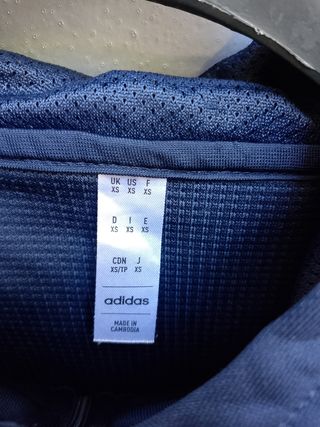 UK US F
XS XS XS
D I E
XS XS XS
CDN J
XS/TP XS
adidas
MADE IN
CAMBODIA